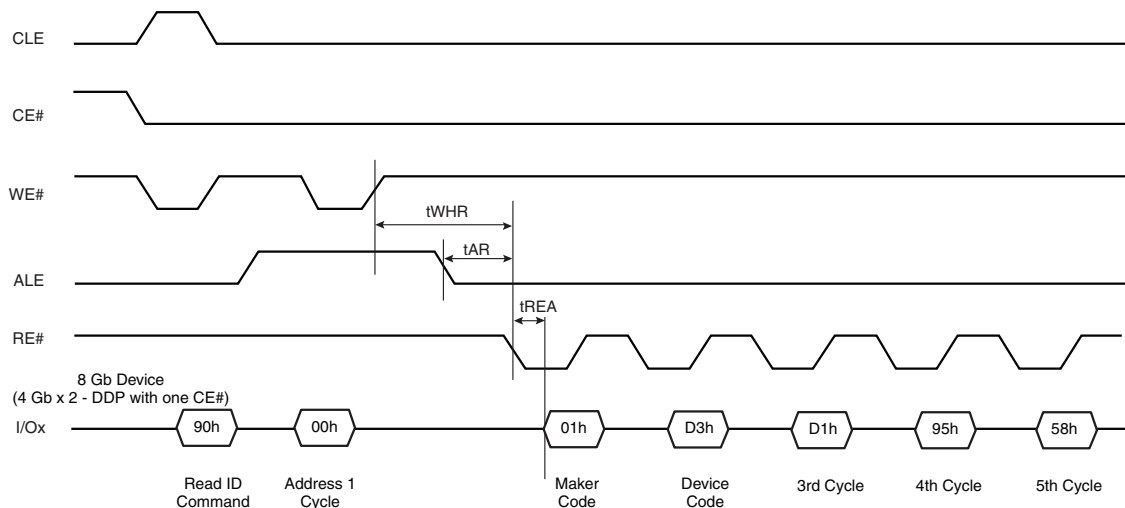 CLE
CE#
WE#
tWHR
tAR
ALE
tREA
RE#
8 Gb Device
(4 Gb x 2 - DDP with one CE#)
I/Ox 90h 00h 01h D3h D1h 95h 58h
Read ID Address 1 Maker Device 3rd Cycle 4th Cycle 5th Cycle
Command Cycle Code Code